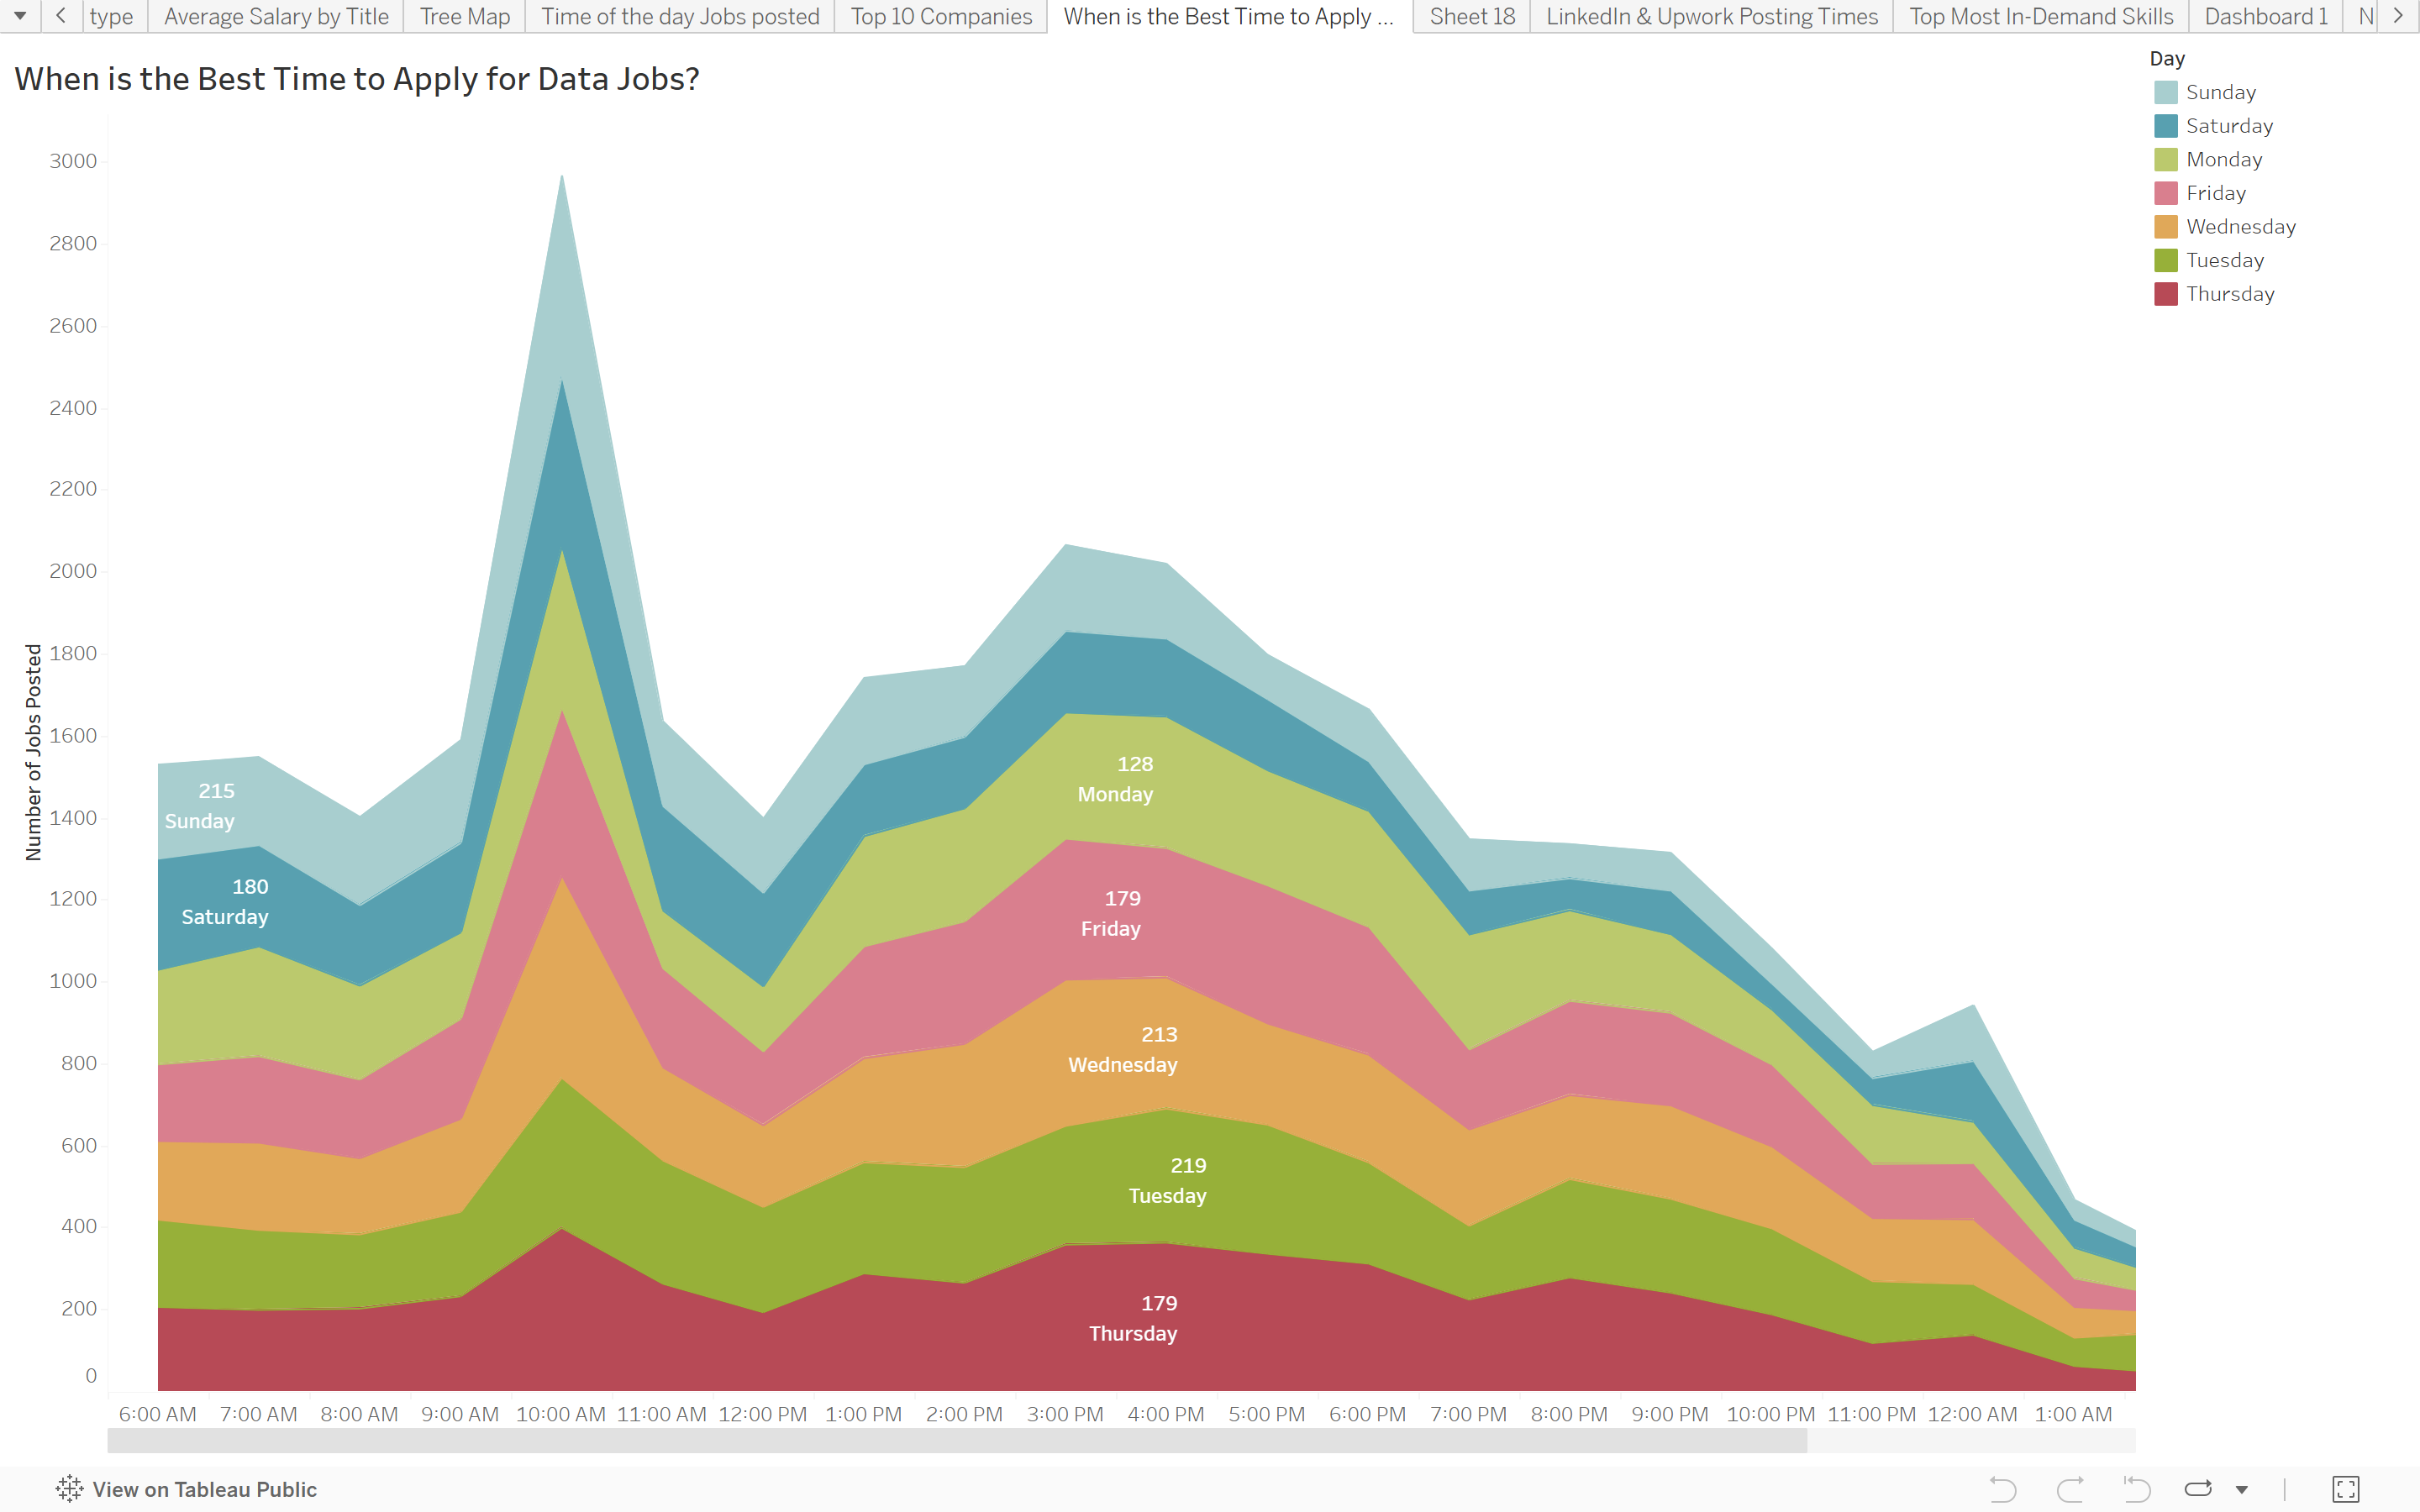 type
Average Salary by Title
Tree Map
Time of the day Jobs posted
Top 10 Companies
When is the Best Time to Apply ...
Sheet 18
LinkedIn & Upwork Posting Times
Top Most In-Demand Skills
Dashboard 1
N
When is the Best Time to Apply for Data Jobs?
Day
Sunday
Saturday
Monday
Friday
Wednesday
Tuesday
Thursday
Number of Jobs Posted
3000
2800
2600
2400
2200
2000
1800
1600
1400
1200
1000
800
600
400
200
0
215
Sunday
180
Saturday
128
Monday
179
Friday
213
Wednesday
219
Tuesday
179
Thursday
6:00 AM
7:00 AM
8:00 AM
9:00 AM
10:00 AM
11:00 AM
12:00 PM
1:00 PM
2:00 PM
3:00 PM
4:00 PM
5:00 PM
6:00 PM
7:00 PM
8:00 PM
9:00 PM
10:00 PM
11:00 PM
12:00 AM
1:00 AM
View on Tableau Public